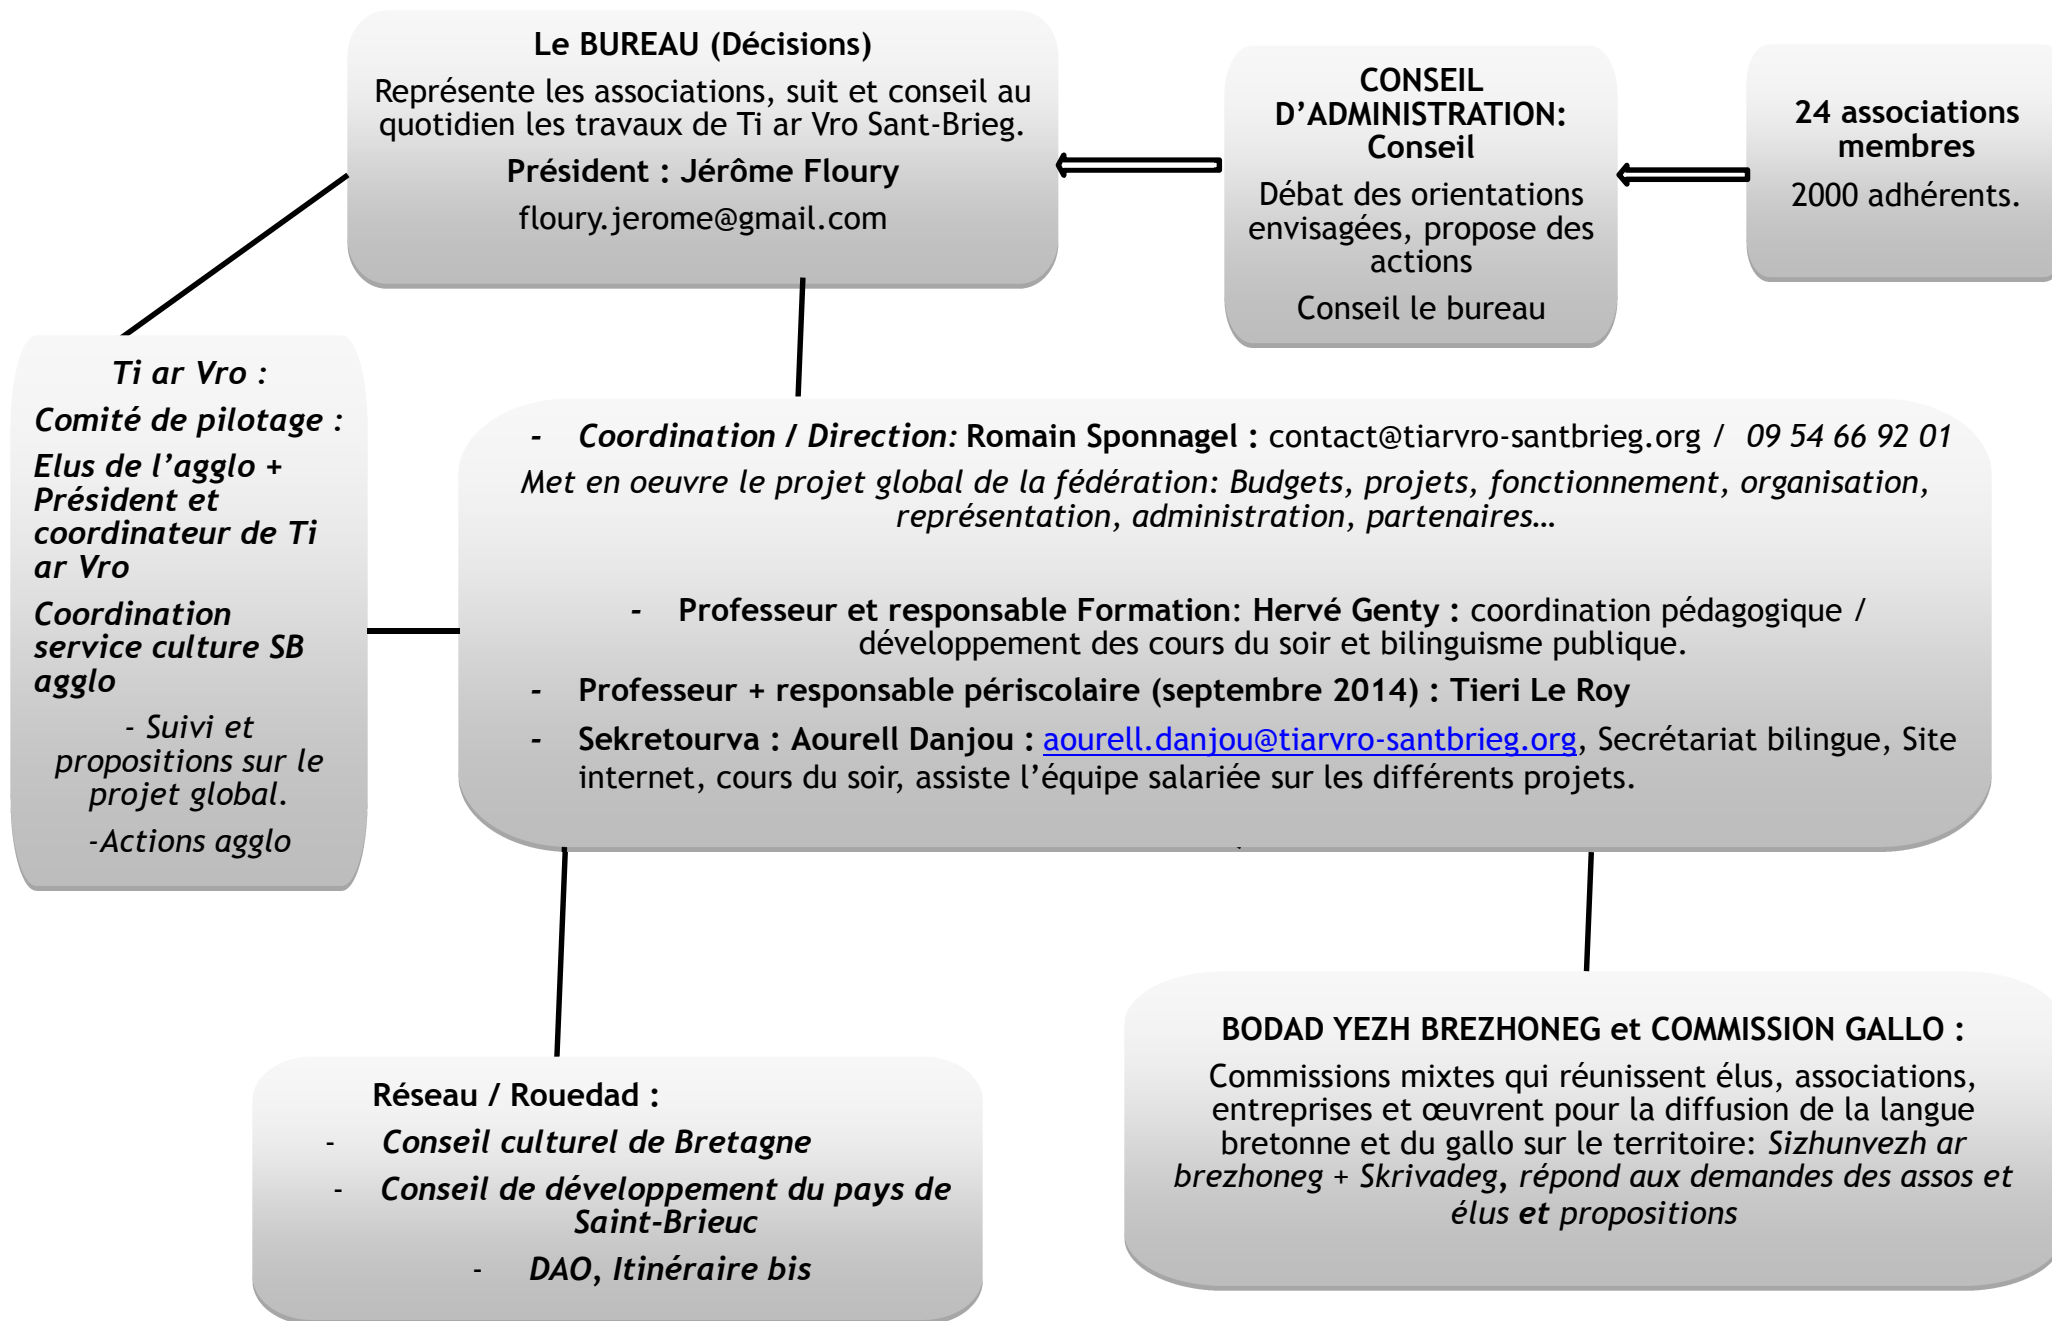 Le BUREAU (Décisions)
Représente les associations, suit et conseil au
quotidien les travaux de Ti ar Vro Sant-Brieg.
Président : Jérôme Floury
floury.jerome@gmail.com
CONSEIL
D’ADMINISTRATION:
Conseil
Débat des orientations
envisagées, propose des
actions
Conseil le bureau
24 associations
membres
2000 adhérents.
Ti ar Vro :
Comité de pilotage :
Elus de l’agglo +
Président et
coordinateur de Ti
ar Vro
Coordination
service culture SB
agglo
- Suivi et
propositions sur le
projet global.
-Actions agglo
- Coordination / Direction: Romain Sponnagel : contact@tiarvro-santbrieg.org / 09 54 66 92 01
Met en oeuvre le projet global de la fédération: Budgets, projets, fonctionnement, organisation,
représentation, administration, partenaires…
- Professeur et responsable Formation: Hervé Genty : coordination pédagogique /
développement des cours du soir et bilinguisme publique.
- Professeur + responsable périscolaire (septembre 2014) : Tieri Le Roy
- Sekretourva : Aourell Danjou : aourell.danjou@tiarvro-santbrieg.org, Secrétariat bilingue, Site
internet, cours du soir, assiste l’équipe salariée sur les différents projets.
Réseau / Rouedad :
- Conseil culturel de Bretagne
- Conseil de développement du pays de
Saint-Brieuc
- DAO, Itinéraire bis
BODAD YEZH BREZHONEG et COMMISSION GALLO :
Commissions mixtes qui réunissent élus, associations,
entreprises et œuvrent pour la diffusion de la langue
bretonne et du gallo sur le territoire: Sizhunvezh ar
brezhoneg + Skrivadeg, répond aux demandes des assos et
élus et propositions